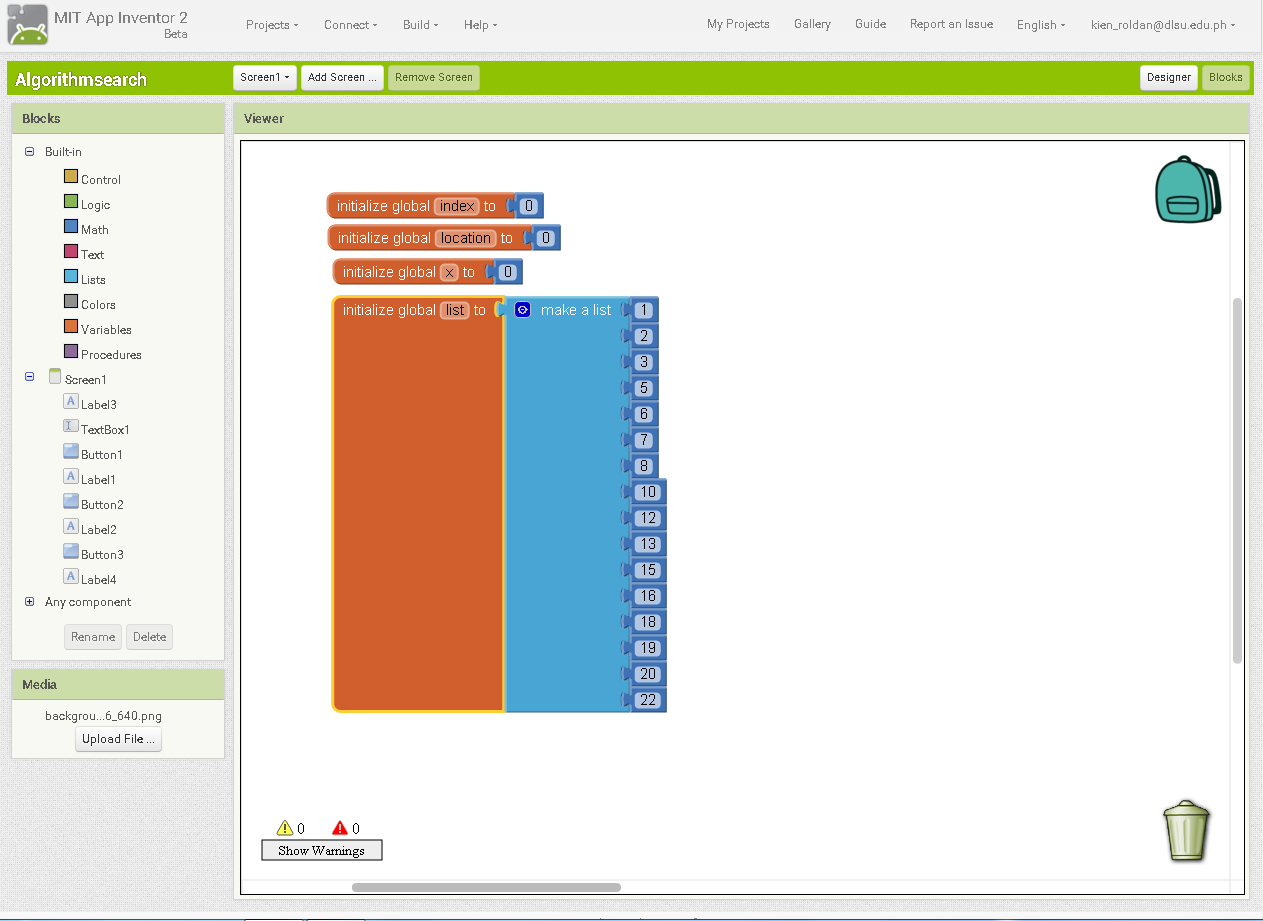 MIT App Inventor 2
Beta
Projects Connect Build Help My Projects Gallery Guide Report an Issue English kien_roldan@dlsu.edu.ph
Algorithmsearch Screen1 Add Screen ... Remove Screen Designer Blocks
Blocks
Viewer
Built-in
Control
Logic
Math
Text
Lists
Colors
Variables
Procedures
Screen1
Label3
TextBox1
Button1
Label1
Button2
Label2
Button3
Label4
Any component
Rename Delete
Media
backgrou...6_640.png
Upload File ...
initialize global index to 0
initialize global location to 0
initialize global x to 0
initialize global list to make a list 1
2
3
5
6
7
8
10
12
13
15
16
18
19
20
22
0 0
Show Warnings